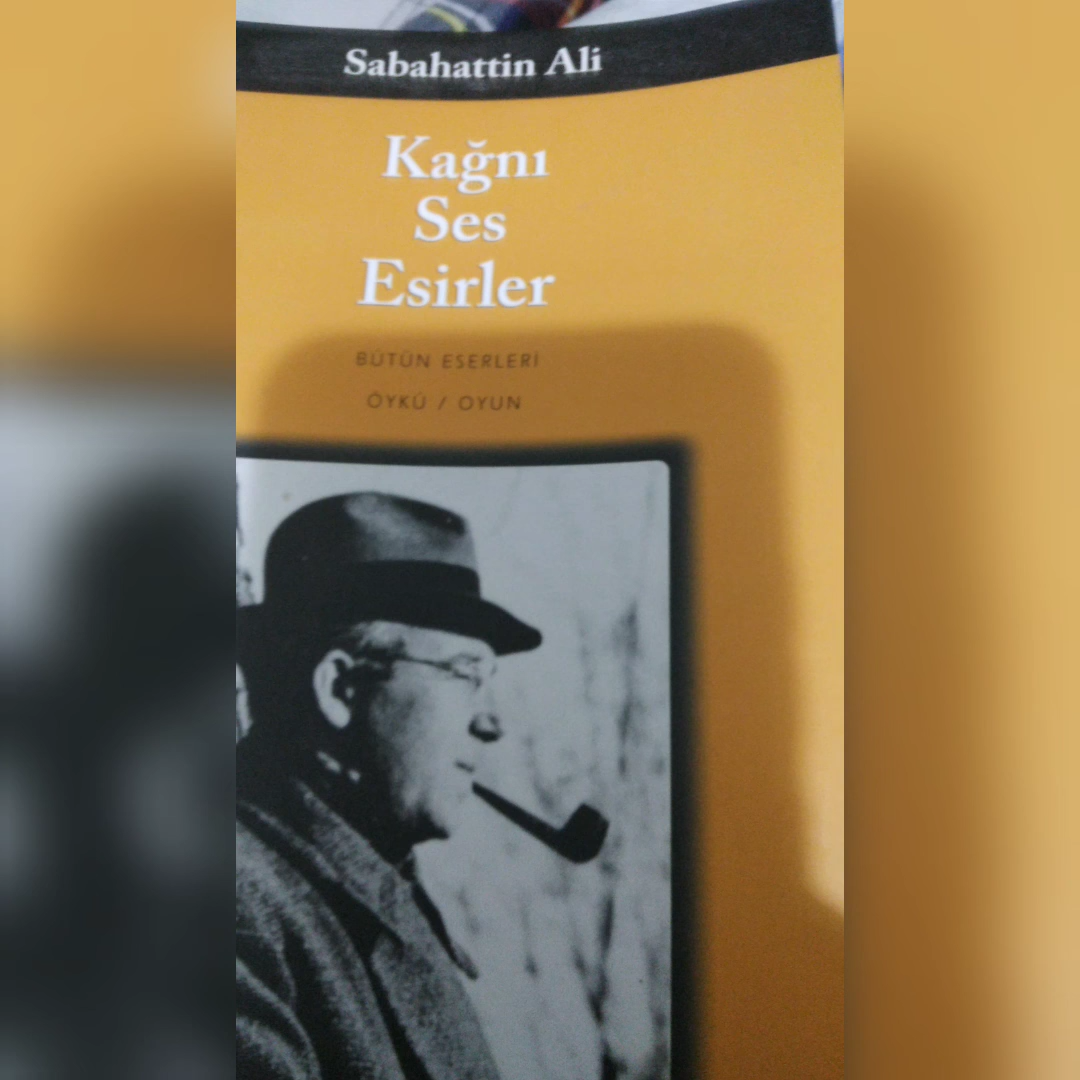 Sabahattin Ali
Kağnı
Ses
Esirler
BÜTÜN ESERLERİ
ÖYKÜ / OYUN